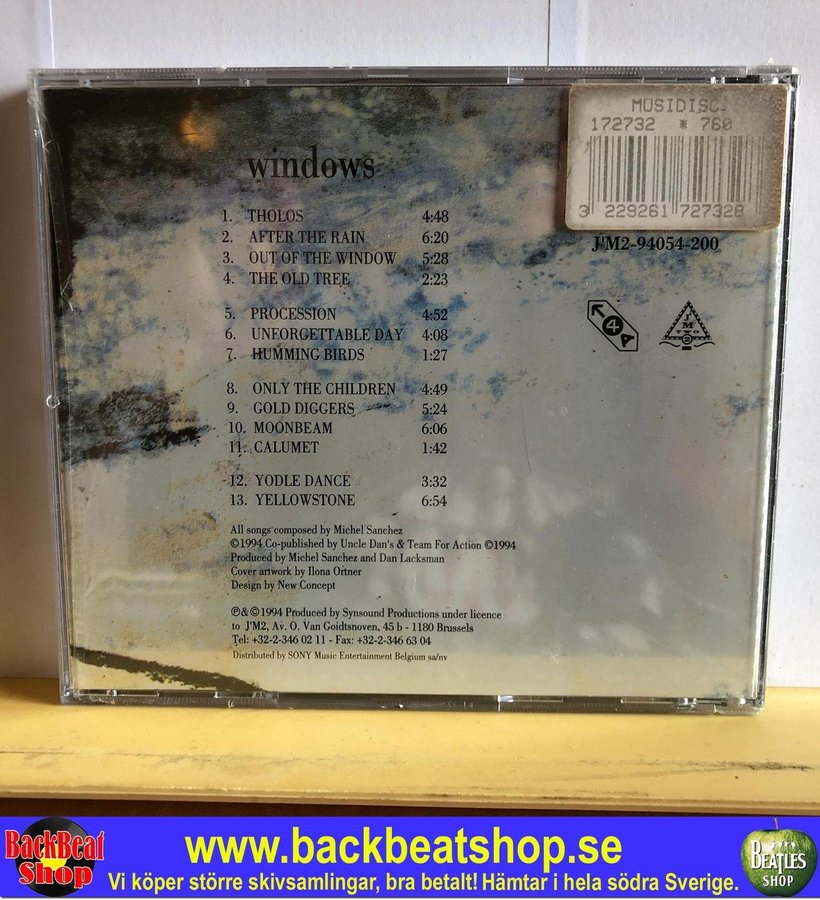 MUSIDISC.
172732 * 760
3 229261 727328
windows
J'M2-94054-200
1. THOLOS 4:48
2. AFTER THE RAIN 6:20
3. OUT OF THE WINDOW 5:28
4. THE OLD TREE 2:23
5. PROCESSION 4:52
6. UNFORGETTABLE DAY 4:08
7. HUMMING BIRDS 1:27
8. ONLY THE CHILDREN 4:49
9. GOLD DIGGERS 5:24
10. MOONBEAM 6:06
11. CALUMET 1:42
12. YODLE DANCE 3:32
13. YELLOWSTONE 6:54
4 A
J M
TWO
2
All songs composed by Michel Sanchez
©1994 Co-published by Uncle Dan's & Team For Action ©1994
Produced by Michel Sanchez and Dan Lacksman
Cover artwork by Ilona Ortner
Design by New Concept
℗&©1994 Produced by Synsound Productions under licence
to J'M2, Av. O. Van Goidtsnoven, 45 b - 1180 Brussels
Tel: +32-2-346 02 11 - Fax: +32-2-346 63 04
Distributed by SONY Music Entertainment Belgium sa/nv
BackBeat
Shop
www.backbeatshop.se
Vi köper större skivsamlingar, bra betalt! Hämtar i hela södra Sverige.
BEATLES
SHOP